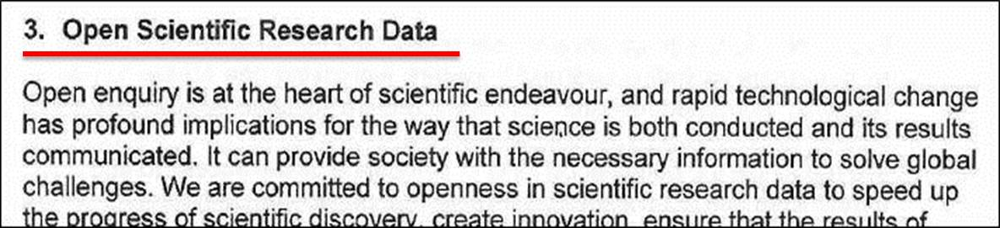 3. Open Scientific Research Data
Open enquiry is at the heart of scientific endeavour, and rapid technological change
has profound implications for the way that science is both conducted and its results
communicated. It can provide society with the necessary information to solve global
challenges. We are committed to openness in scientific research data to speed up
the progress of scientific discovery, create innovation, ensure that the results of